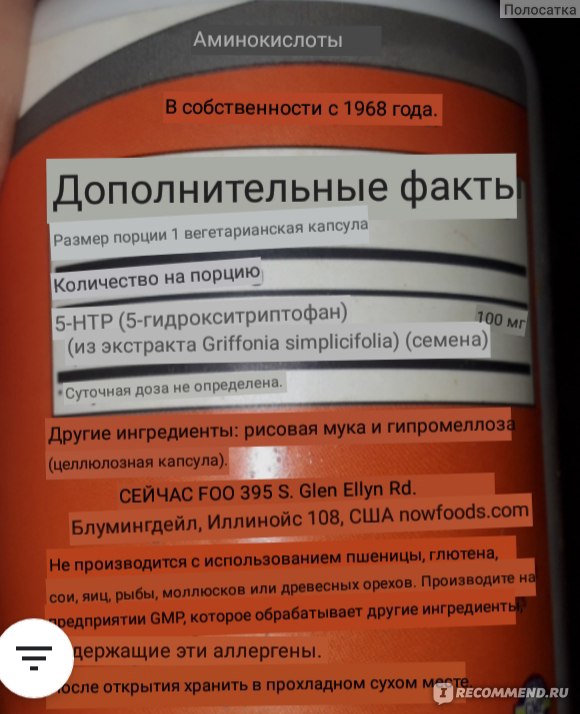 Полосатка
Аминокислоты
В собственности с 1968 года.
Дополнительные факты
Размер порции 1 вегетарианская капсула
Количество на порцию
5-HTP (5-гидрокситриптофан) 100 мг
(из экстракта Griffonia simplicifolia) (семена)
*Суточная доза не определена.
Другие ингредиенты: рисовая мука и гипромеллоза
(целлюлозная капсула).
СЕЙЧАС FOO 395 S. Glen Ellyn Rd.
Блумингдейл, Иллинойс 108, США nowfoods.com
Не производится с использованием пшеницы, глютена,
сои, яиц, рыбы, моллюсков или древесных орехов. Производите на
предприятии GMP, которое обрабатывает другие ингредиенты,
держащие эти аллергены.
После открытия хранить в прохладном сухом месте.
IRECOMMEND.RU